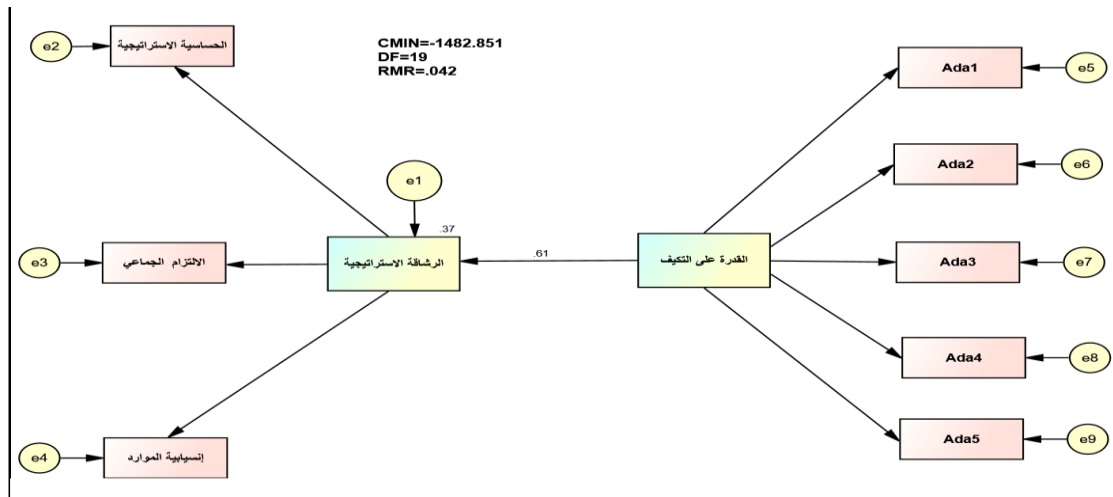 e2
الحساسية الاستراتيجية
CMIN=-1482.851
DF=19
RMR=.042
Ada1
e5
Ada2
e6
e1
.37
e3
الالتزام الجماعي
الرشاقة الاستراتيجية
.61
القدرة على التكيف
Ada3
e7
Ada4
e8
e4
إنسيابية الموارد
Ada5
e9